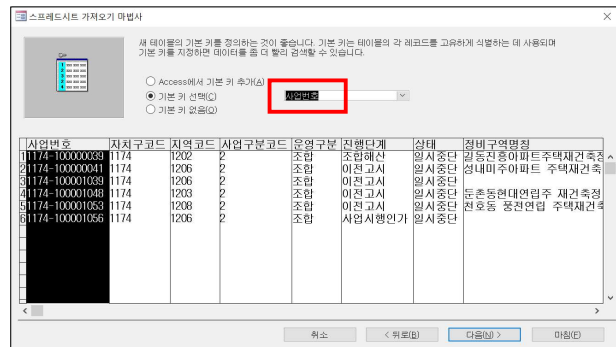 스프레드시트 가져오기 마법사
새 테이블의 기본 키를 정의하는 것이 좋습니다. 기본 키는 테이블의 각 레코드를 고유하게 식별하는 데 사용되며
기본 키를 지정하면 데이터를 좀 더 빨리 검색할 수 있습니다.
Access에서 기본 키 추가(A)
기본 키 선택(C) 사업번호
기본 키 없음(O)
사업번호 자치구코드 지역코드 사업구분코드 운영구분 진행단계 상태 정비구역명칭
1 1174-100000039 1174 1202 2 조합 조합해산 일시중단 길동진흥아파트주택재건축정
2 1174-100000041 1174 1206 2 조합 이전고시 일시중단 성내미주아파트 주택재건축
3 1174-100001039 1174 1206 2 조합 이전고시 일시중단
4 1174-100001048 1174 1203 2 조합 이전고시 일시중단 둔촌동현대연립주 재건축정
5 1174-100001053 1174 1208 2 조합 이전고시 일시중단 천호동 풍전연립 주택재건축
6 1174-100001056 1174 1206 2 조합 사업시행인가 일시중단
취소 < 뒤로(B) 다음(N) > 마침(F)